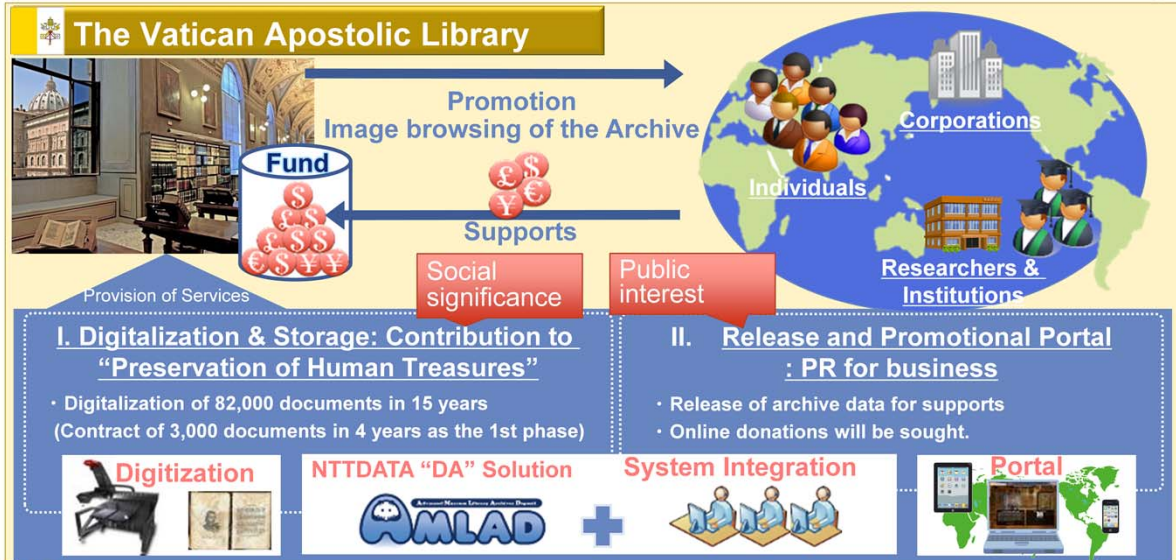 The Vatican Apostolic Library
Promotion
Image browsing of the Archive
Fund
$
£ $
£ $ $
€ $ ¥ ¥
£ $
¥ €
Supports
Corporations
Individuals
Researchers &
Institutions
Provision of Services
Social
significance
Public
interest
I. Digitalization & Storage: Contribution to
“Preservation of Human Treasures”
・Digitalization of 82,000 documents in 15 years
(Contract of 3,000 documents in 4 years as the 1st phase)
II. Release and Promotional Portal
: PR for business
・Release of archive data for supports
・Online donations will be sought.
Digitization
NTTDATA “DA” Solution
AMLAD
System Integration
Portal